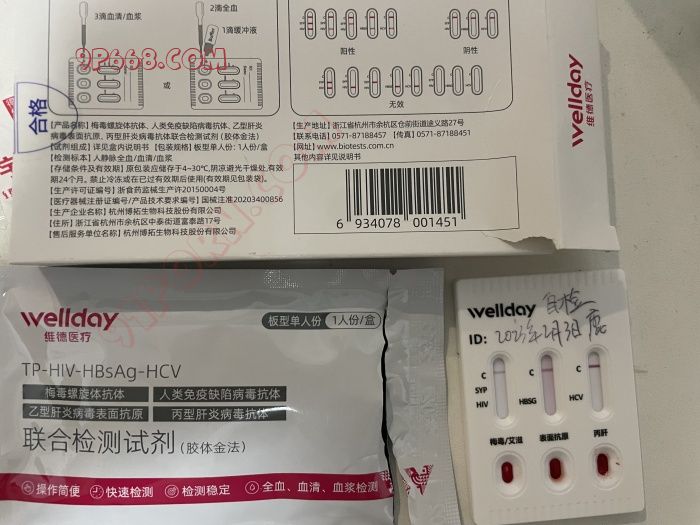 3滴血清/血浆
2滴全血
1滴缓冲液
Buffer
或
阳性
阴性
无效
9P668.COM
合格
wellday
维德医疗
【产品名称】梅毒螺旋体抗体、人类免疫缺陷病毒抗体、乙型肝炎
病毒表面抗原、丙型肝炎病毒抗体联合检测试剂(胶体金法)
【试剂组成】详见盒内说明书 【包装规格】板型单人份:1人份/盒
【检测标本】人静脉全血/血清/血浆
【存储条件及有效期】原包装应储存于4~30℃,阴凉避光干燥处,有效
期24个月。禁止冷冻或在已过有效期后使用(有效期见包装袋)。
【生产许可证编号】浙食药监械生产许20150004号
【医疗器械注册证编号/产品技术要求编号】国械注准20203400856
【生产企业名称】杭州博拓生物科技股份有限公司
【住所】浙江省杭州市余杭区中泰街道富泰路17号
【售后服务单位名称】杭州博拓生物科技股份有限公司
【生产地址】浙江省杭州市余杭区仓前街道途义路27号
【联系电话】0571-87188457 【传真】0571-87188451
【网址】www.biotests.com.cn
其他内容详见说明书
6 934078 001451
91PORN.COM
wellday
维德医疗
板型单人份 1人份/盒
TP-HIV-HBsAg-HCV
梅毒螺旋体抗体 人类免疫缺陷病毒抗体
乙型肝炎病毒表面抗原 丙型肝炎病毒抗体
联合检测试剂(胶体金法)
操作简便 快速检测 检测稳定 全血、血清、血浆检测
wellday 自检
ID: 2023年2月3日
C
SYP
HIV
C
HBSG
C
HCV
梅毒/艾滋 表面抗原 丙肝